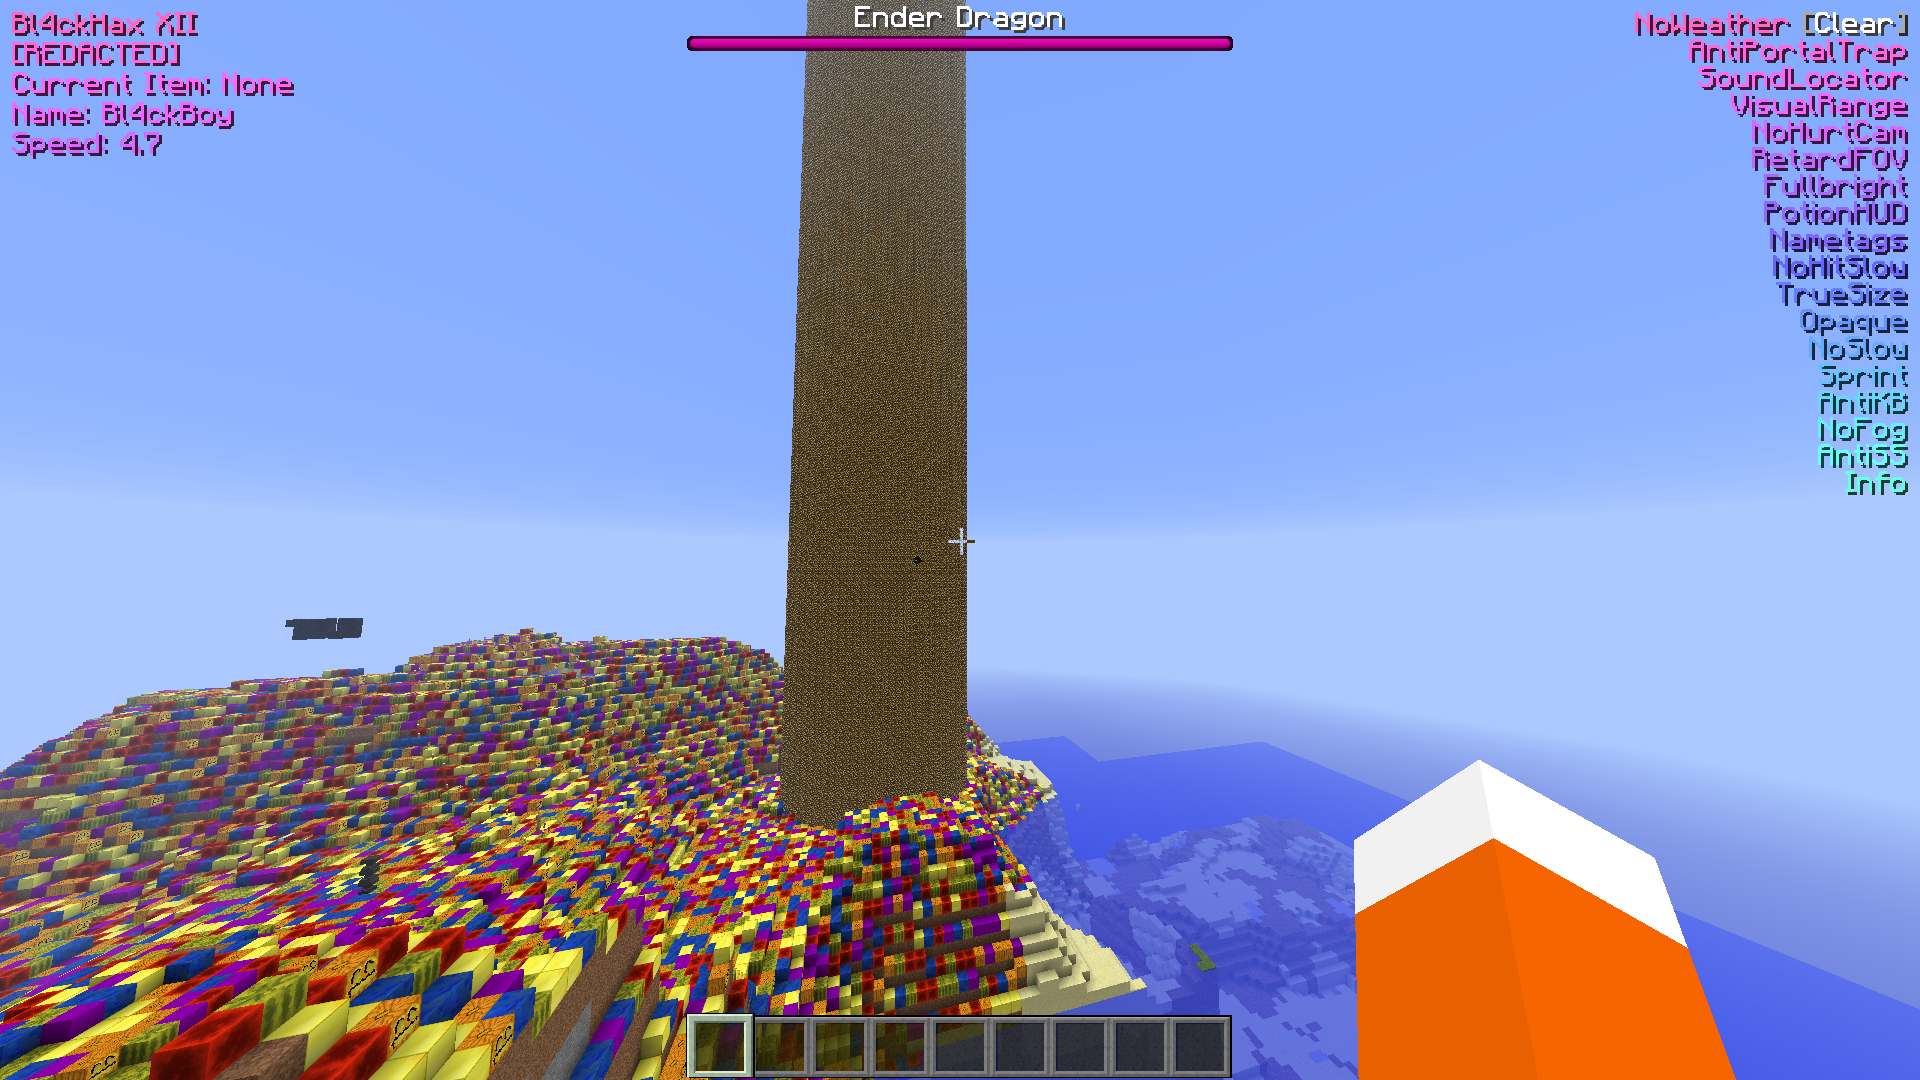 Bl4ckHax XII
[REDACTED]
Current Item: None
Name: Bl4ckBoy
Speed: 4.7
Ender Dragon
NoWeather [Clear]
AntiPortalTrap
SoundLocator
VisualRange
NoHurtCam
RetardFOV
Fullbright
PotionHUD
Nametags
NoHitSlow
TrueSize
Opaque
NoSlow
Sprint
AntiKB
NoFog
AntiSS
Info